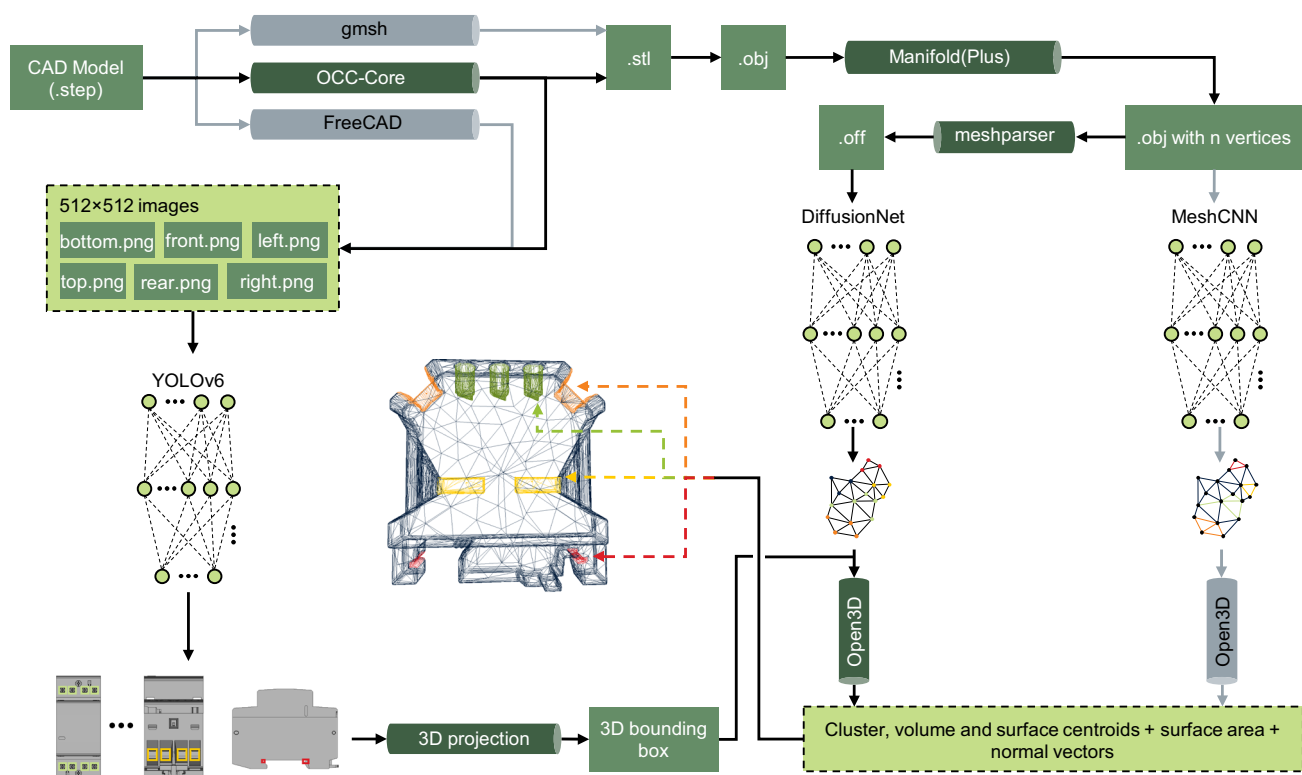 gmsh
CAD Model
(.step)
OCC-Core
.stl
.obj
Manifold(Plus)
FreeCAD
.off
meshparser
.obj with n vertices
512×512 images
bottom.png
front.png
left.png
top.png
rear.png
right.png
DiffusionNet
MeshCNN
YOLOv6
Open3D
Open3D
3D projection
3D bounding
box
Cluster, volume and surface centroids + surface area +
normal vectors